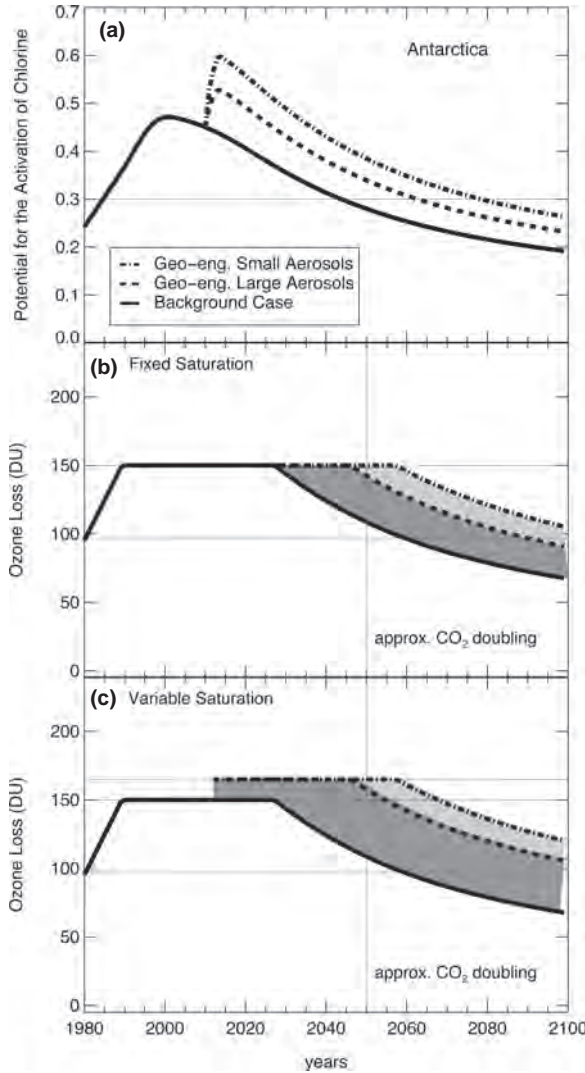 (a)
Antarctica
Potential for the Activation of Chlorine
0.7
0.6
0.5
0.4
0.3
0.2
0.1
0.0
Geo-eng. Small Aerosols
Geo-eng. Large Aerosols
Background Case
(b) Fixed Saturation
Ozone Loss (DU)
200
150
100
50
0
approx. CO₂ doubling
(c) Variable Saturation
Ozone Loss (DU)
200
150
100
50
0
approx. CO₂ doubling
1980 2000 2020 2040 2060 2080 2100
years